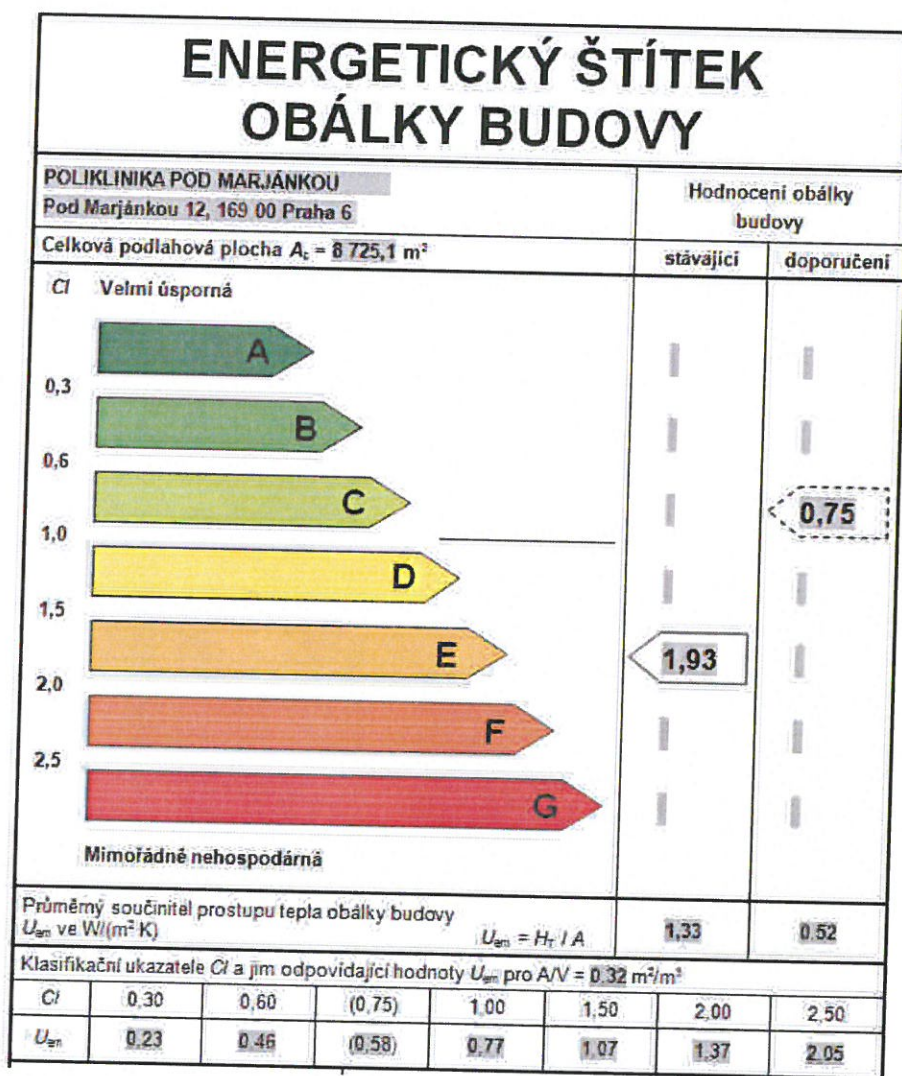 ENERGETICKÝ ŠTÍTEK
OBÁLKY BUDOVY
POLIKLINIKA POD MARJÁNKOU
Pod Marjánkou 12, 169 00 Praha 6
Hodnocení obálky
budovy
Celková podlahová plocha Ac = 8 725,1 m²
stávající doporučení
CI Velmi úsporná
A
0,3
B
0,6
C
0,75
1,0
D
1,5
E
1,93
2,0
F
2,5
G
Mimořádně nehospodárná
Průměrný součinitel prostupu tepla obálky budovy
Uem ve W/(m² K) Uem = HT / A 1,33 0,52
Klasifikační ukazatele CI a jim odpovídající hodnoty Uem pro A/V = 0,32 m²/m³
CI 0,30 0,60 (0,75) 1,00 1,50 2,00 2,50
Uem 0,23 0,46 (0,58) 0,77 1,07 1,37 2,05